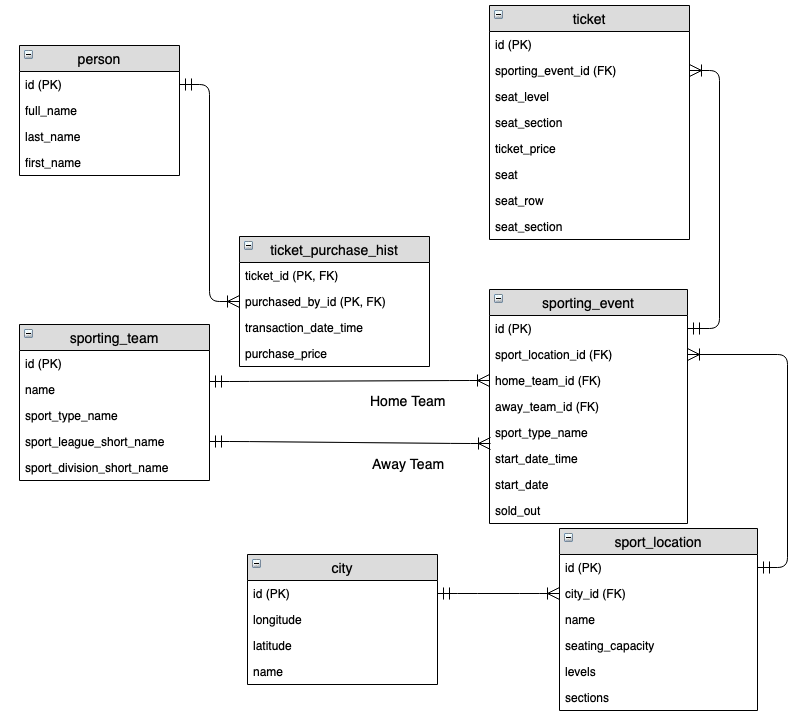 person
id (PK)
full_name
last_name
first_name
ticket
id (PK)
sporting_event_id (FK)
seat_level
seat_section
ticket_price
seat
seat_row
seat_section
ticket_purchase_hist
ticket_id (PK, FK)
purchased_by_id (PK, FK)
transaction_date_time
purchase_price
sporting_team
id (PK)
name
sport_type_name
sport_league_short_name
sport_division_short_name
Home Team
Away Team
sporting_event
id (PK)
sport_location_id (FK)
home_team_id (FK)
away_team_id (FK)
sport_type_name
start_date_time
start_date
sold_out
city
id (PK)
longitude
latitude
name
sport_location
id (PK)
city_id (FK)
name
seating_capacity
levels
sections